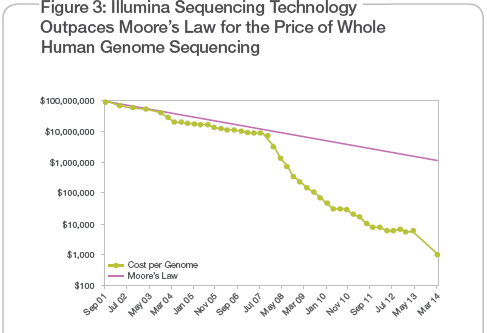 Figure 3: Illumina Sequencing Technology
Outpaces Moore's Law for the Price of Whole
Human Genome Sequencing
$100,000,000
$10,000,000
$1,000,000
$100,000
$10,000
$1,000
$100
Cost per Genome
Moore's Law
Sep 01
Jul 02
May 03
Mar 04
Jan 05
Nov 05
Sep 06
Jul 07
May 08
Mar 09
Jan 10
Nov 10
Sep 11
Jul 12
May 13
Mar 14